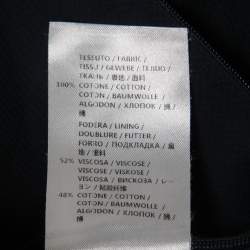 TESSUTO / FABRIC /
TISSU / GEWEBE / TEJIDO /
ТКАНЬ / 表地 / 面料
100% COTONE / COTTON /
COTON / BAUMWOLLE /
ALGODON / ХЛОПОК / 綿 /
棉
FODERA / LINING /
DOUBLURE / FUTTER /
FORRO / ПОДКЛАДКА / 裏
地 / 里料
52% VISCOSA / VISCOSE /
VISCOSE / VISKOSE /
VISCOSA / ВИСКОЗА / レー
ヨン / 粘胶纤维
48% COTONE / COTTON /
COTON / BAUMWOLLE /
ALGODON / ХЛОПОК / 綿 /
棉